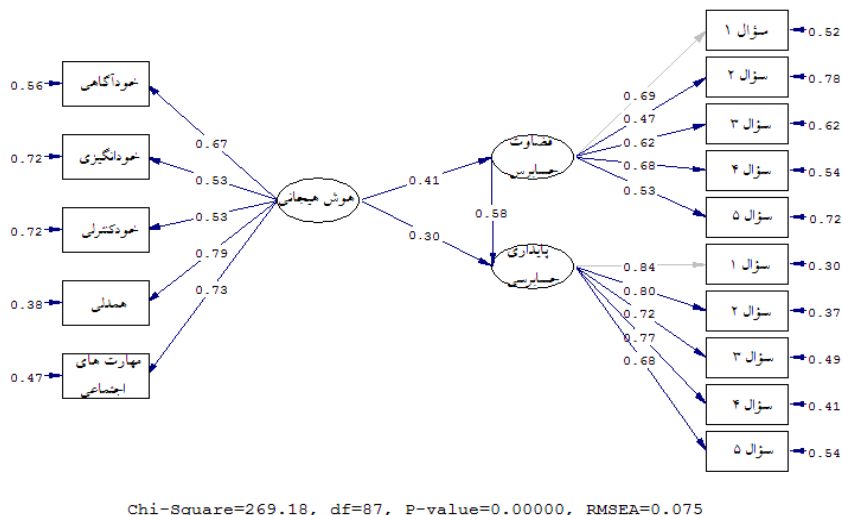 خودآگاهی
0.56
خودانگیزی
0.72
خودکنترلی
0.72
همدلی
0.38
مهارت های
اجتماعی
0.47
0.67
0.53
0.53
0.79
0.73
هوش هیجانی
0.41
0.30
0.58
قضاوت
حسابرس
پایداری
حسابرسی
0.69
0.47
0.62
0.68
0.53
0.84
0.80
0.72
0.77
0.68
سؤال ۱
0.52
سؤال ۲
0.78
سؤال ۳
0.62
سؤال ۴
0.54
سؤال ۵
0.72
سؤال ۱
0.30
سؤال ۲
0.37
سؤال ۳
0.49
سؤال ۴
0.41
سؤال ۵
0.54
Chi-Square=269.18, df=87, P-value=0.00000, RMSEA=0.075